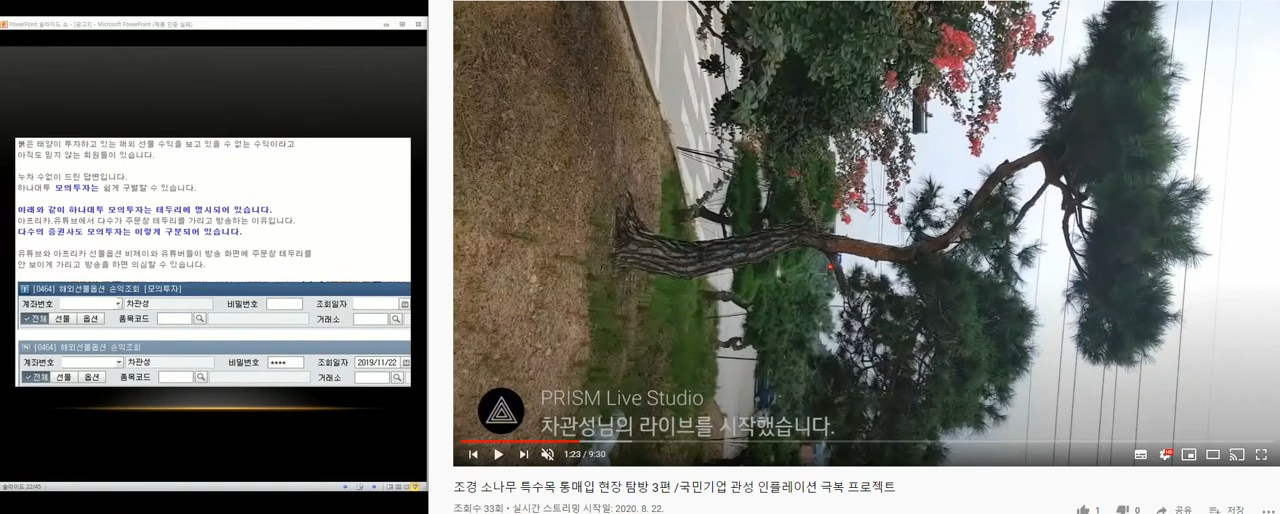 PowerPoint 슬라이드 쇼 - [광고3] - Microsoft PowerPoint (제품 인증 실패)
붉은 태양이 투자하고 있는 해외 선물 수익을 보고 있을 수 없는 수익이라고
아직도 믿지 않는 회원들이 있습니다.
누차 수없이 드린 답변입니다.
하나대투 모의투자는 쉽게 구별할 수 있습니다.
아래와 같이 하나대투 모의투자는 테두리에 명시되어 있습니다.
아프리카.유튜브에서 다수가 주문창 테두리를 가리고 방송하는 이유입니다.
다수의 증권사도 모의투자는 이렇게 구분되어 있습니다.
유튜브와 아프리카 선물옵션 비제이와 유튜버들이 방송 화면에 주문창 테두리를
안 보이게 가리고 방송을 하면 의심할 수 있습니다.
[0464] 해외선물옵션 손익조회 [모의투자]
계좌번호 차관성 비밀번호 조회일자
전체 선물 옵션 품목코드 거래소
[0464] 해외선물옵션 손익조회
계좌번호 차관성 비밀번호 **** 조회일자 2019/11/22
전체 선물 옵션 품목코드 거래소
슬라이드 22/45
PRISM Live Studio
차관성님의 라이브를 시작했습니다.
1:23 / 9:30
HD
조경 소나무 특수목 통매입 현장 탐방 3편 /국민기업 관성 인플레이션 극복 프로젝트
조회수 33회 • 실시간 스트리밍 시작일: 2020. 8. 22.
1 0 공유 저장